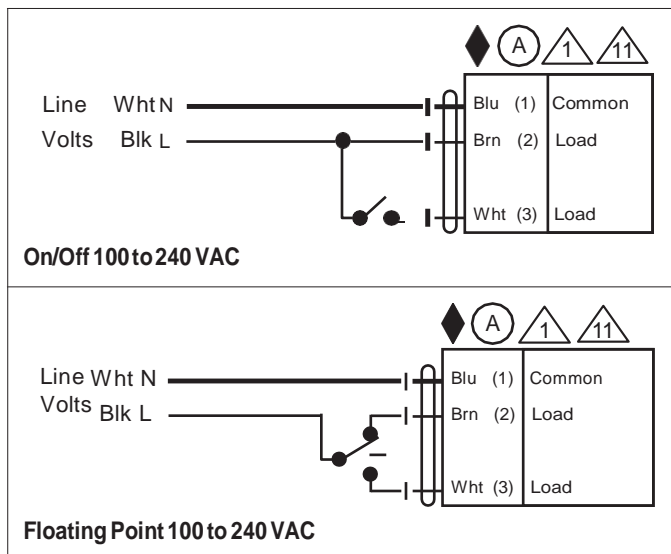 A 1 11
Line Wht N Blu (1) Common
Volts Blk L Brn (2) Load
Wht (3) Load
On/Off 100 to 240 VAC
A 1 11
Line Wht N Blu (1) Common
Volts Blk L Brn (2) Load
Wht (3) Load
Floating Point 100 to 240 VAC